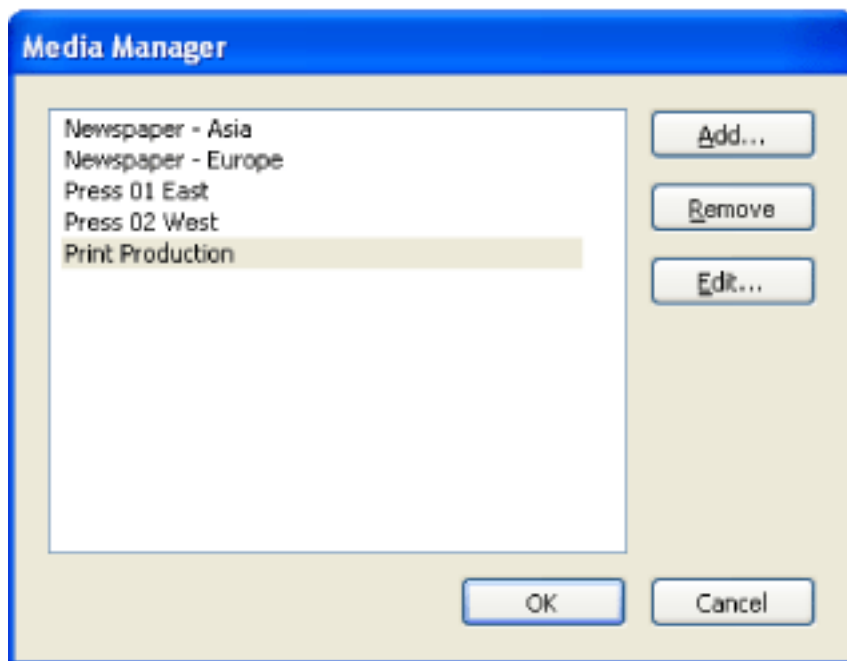 Media Manager
Newspaper - Asia
Newspaper - Europe
Press 01 East
Press 02 West
Print Production
Add...
Remove
Edit...
OK
Cancel